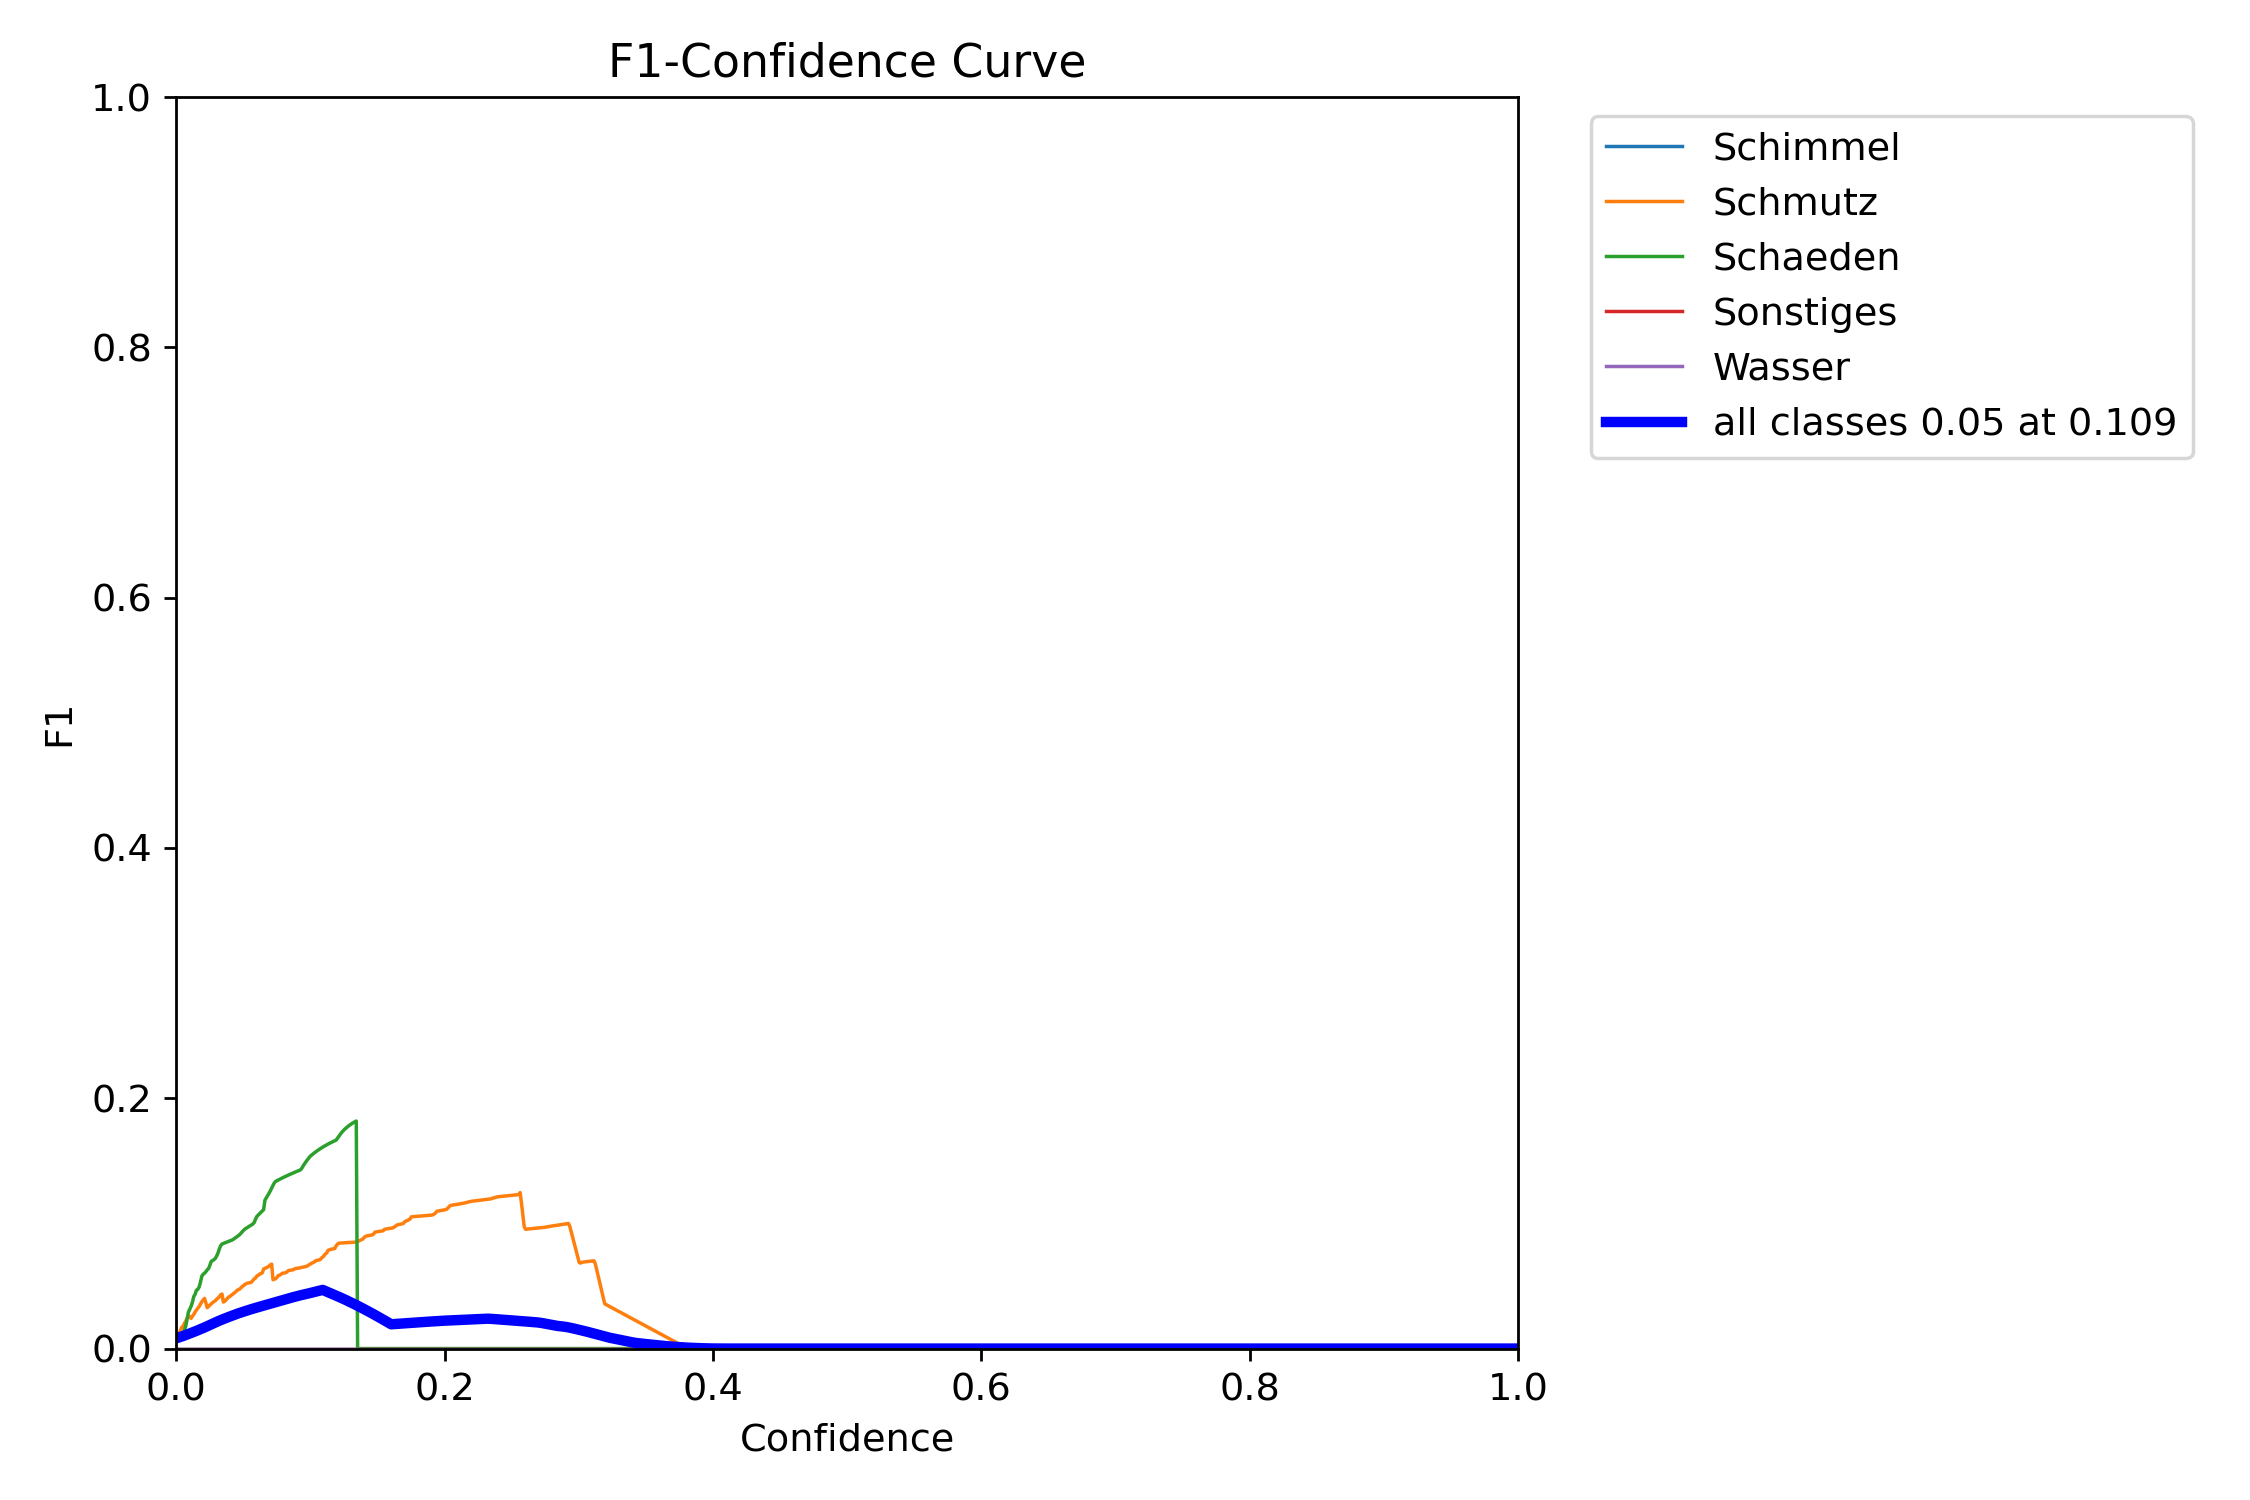 F1-Confidence Curve
1.0
0.8
0.6
0.4
0.2
0.0
F1
0.0 0.2 0.4 0.6 0.8 1.0
Confidence
Schimmel
Schmutz
Schaeden
Sonstiges
Wasser
all classes 0.05 at 0.109